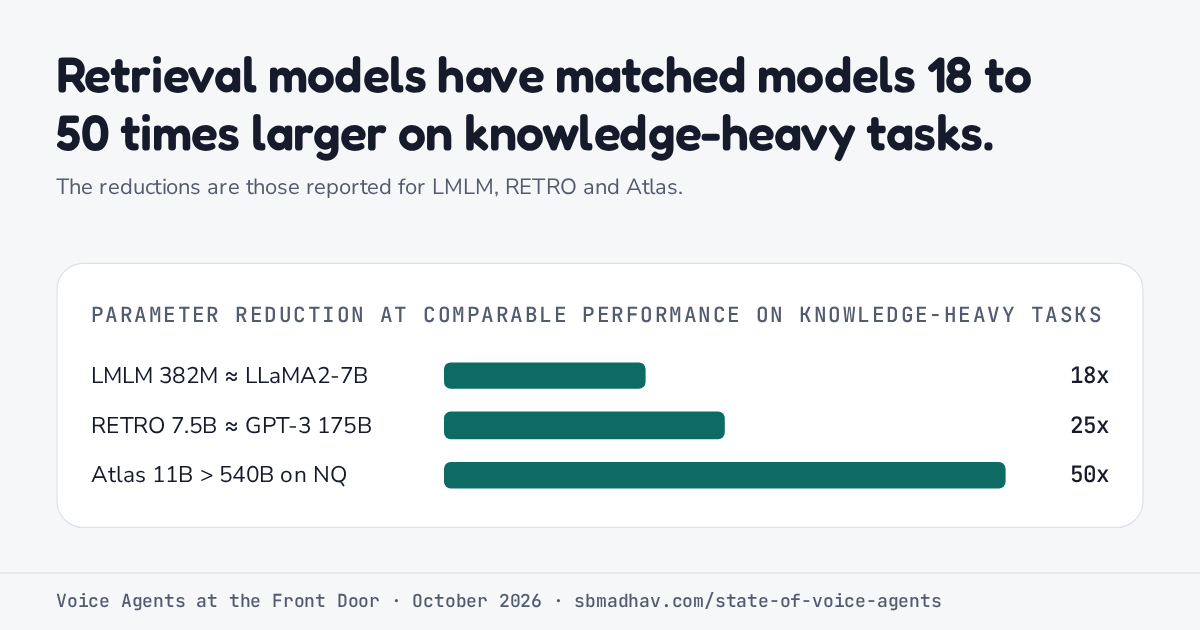 Retrieval models have matched models 18 to
50 times larger on knowledge-heavy tasks.
The reductions are those reported for LMLM, RETRO and Atlas.
PARAMETER REDUCTION AT COMPARABLE PERFORMANCE ON KNOWLEDGE-HEAVY TASKS
LMLM 382M ≈ LLaMA2-7B 18x
RETRO 7.5B ≈ GPT-3 175B 25x
Atlas 11B > 540B on NQ 50x
Voice Agents at the Front Door · October 2026 · sbmadhav.com/state-of-voice-agents